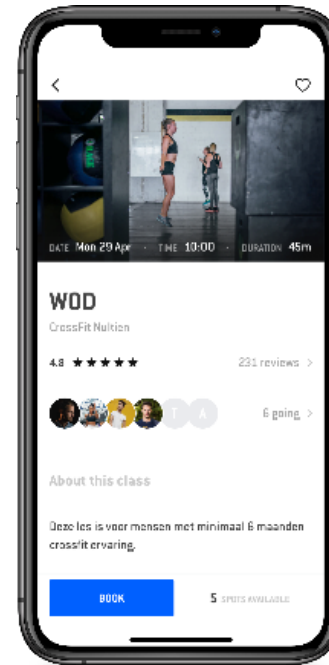 DATE Mon 29 Apr · TIME 10:00 · DURATION 45m
WOD
CrossFit Nultien
4.8 ★★★★★ 231 reviews >
T A 6 going >
About this class
Deze les is voor mensen met minimaal 6 maanden
crossfit ervaring.
BOOK 5 SPOTS AVAILABLE